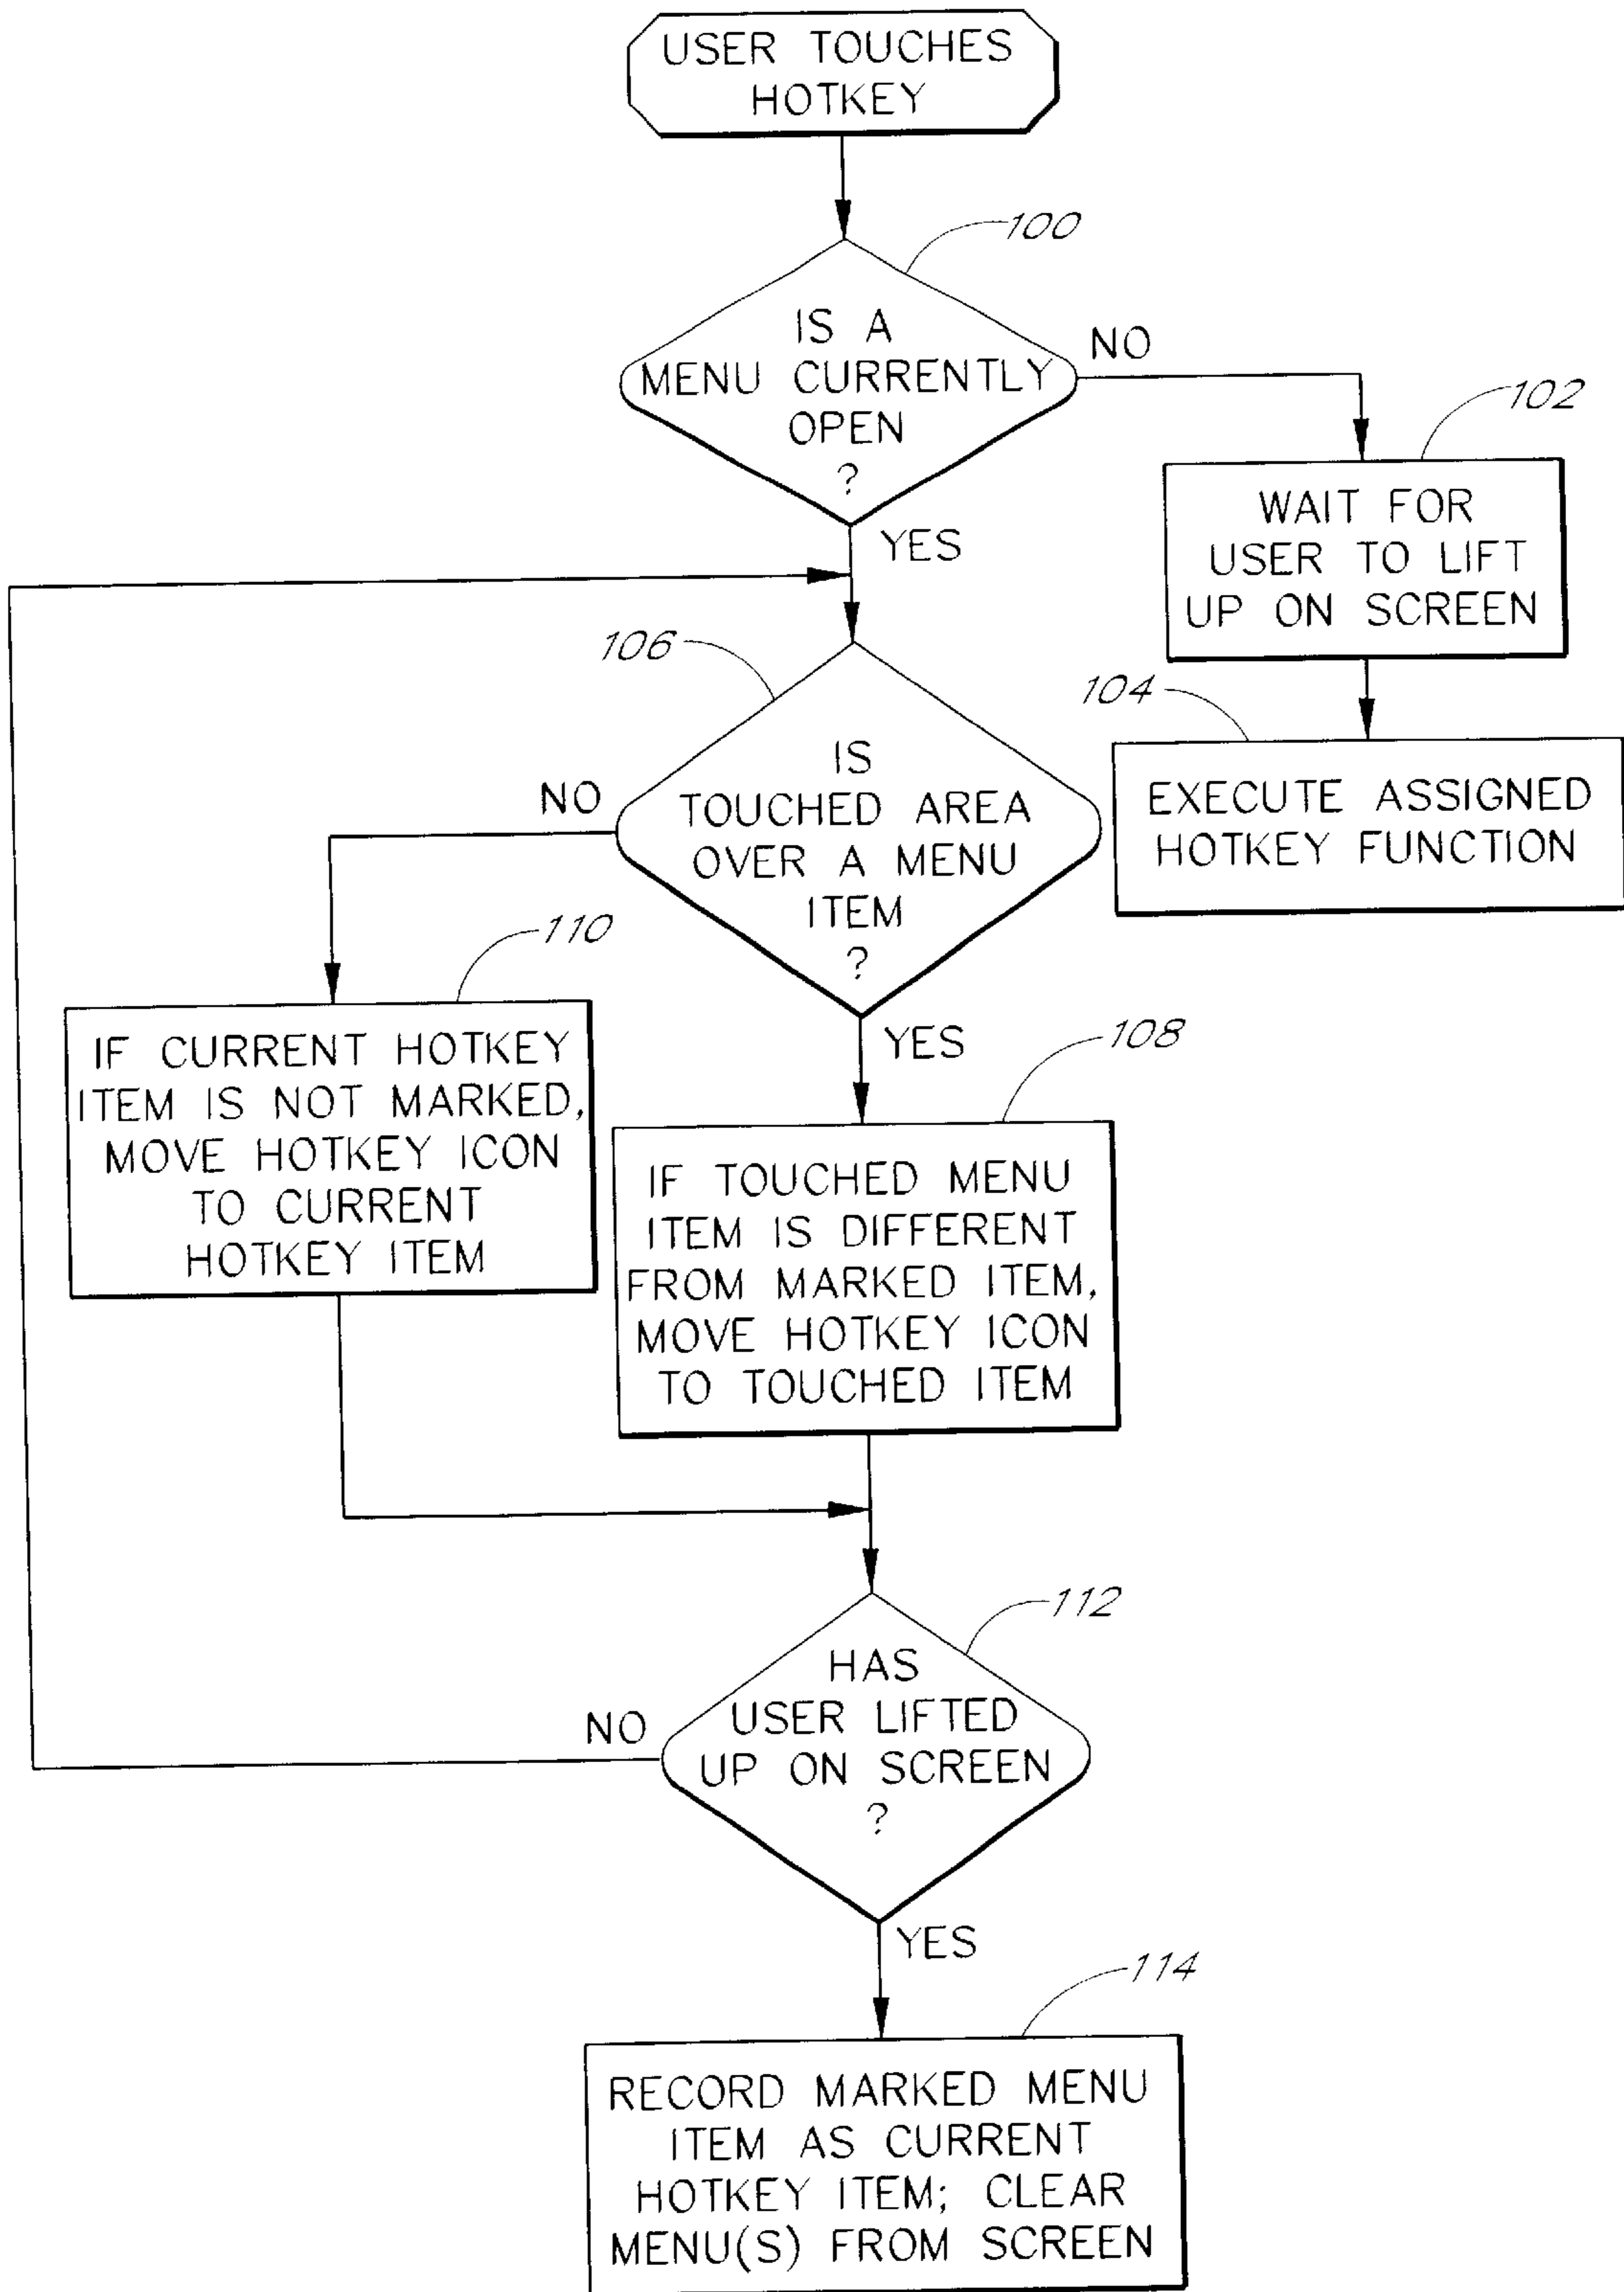 USER TOUCHES
HOTKEY
100
IS A
MENU CURRENTLY
OPEN
?
NO
YES
102
WAIT FOR
USER TO LIFT
UP ON SCREEN
104
EXECUTE ASSIGNED
HOTKEY FUNCTION
106
IS
TOUCHED AREA
OVER A MENU
ITEM
?
NO
YES
110
IF CURRENT HOTKEY
ITEM IS NOT MARKED,
MOVE HOTKEY ICON
TO CURRENT
HOTKEY ITEM
108
IF TOUCHED MENU
ITEM IS DIFFERENT
FROM MARKED ITEM,
MOVE HOTKEY ICON
TO TOUCHED ITEM
112
HAS
USER LIFTED
UP ON SCREEN
?
NO
YES
114
RECORD MARKED MENU
ITEM AS CURRENT
HOTKEY ITEM; CLEAR
MENU(S) FROM SCREEN